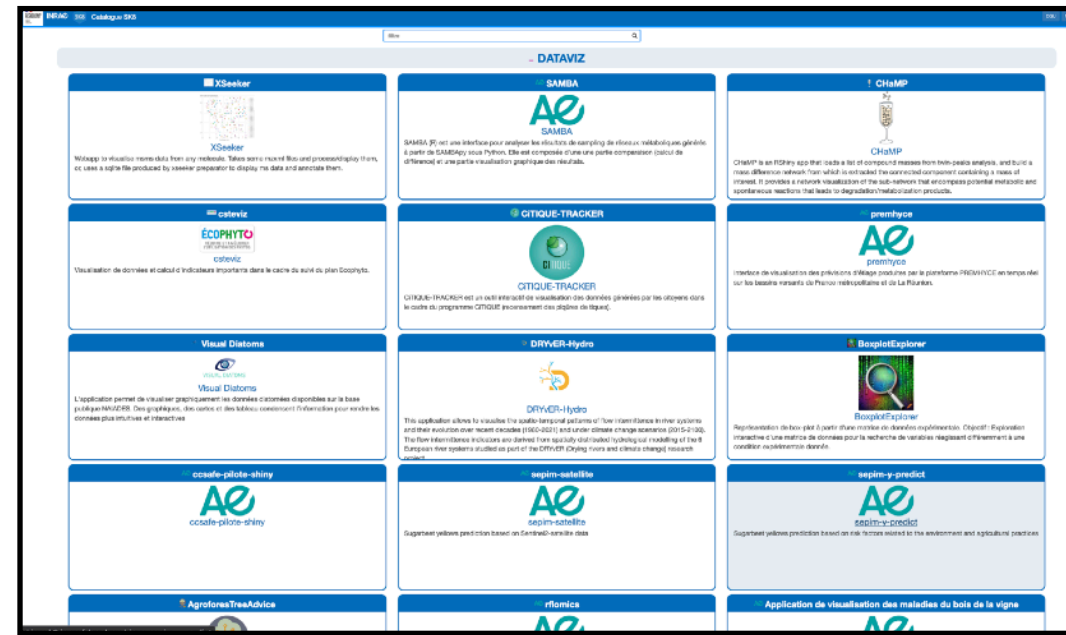 INRAE SK8 Catalogue SK8
filtre
DATAVIZ
XSeeker
XSeeker
Webapp to visualise msms data from any molecule. Takes some mzxml files and process/display them,
or, uses a sqlite file produced by xseeker preparator to display ms data and annotate them.
SAMBA
SAMBA
SAMBA (R) est une interface pour analyser les résultats de sampling de réseaux métaboliques générés
à partir de SAMBApy sous Python. Elle est composée d'une une partie comparaison (calcul de
différence) et une partie visualisation graphique des résultats.
CHaMP
CHaMP
CHaMP is an RShiny app that loads a list of compound masses from twin-peaks analysis, and build a
mass difference network from which is extracted the connected component containing a mass of
interest. It provides a network visualization of the sub-network that encompass potential metabolic and
spontaneous reactions that leads to degradation/metabolization products.
csteviz
ÉCOPHYTO
csteviz
Visualisation de données et calcul d'indicateurs importants dans le cadre du suivi du plan Ecophyto.
CiTIQUE-TRACKER
CiTIQUE
CiTIQUE-TRACKER
CiTIQUE-TRACKER est un outil interactif de visualisation des données générées par les citoyens dans
le cadre du programme CiTIQUE (recensement des piqûres de tiques).
premhyce
premhyce
Interface de visualisation des prévisions d'étiage produites par la plateforme PREMHYCE en temps réel
sur les bassins versants de France métropolitaine et de La Réunion.
Visual Diatoms
VISUAL DIATOMS
Visual Diatoms
L'application permet de visualiser graphiquement les données diatomées disponibles sur la base
publique NAIADES. Des graphiques, des cartes et des tableau condensent l'information pour rendre les
données plus intuitives et interactives
DRYvER-Hydro
DRYvER-Hydro
This application allows to visualise the spatio-temporal patterns of flow intermittence in river systems
and their evolution over recent decades (1960-2021) and under climate change scenarios (2015-2100).
The flow intermittence indicators are derived from spatially distributed hydrological modelling of the 6
European river systems studied as part of the DRYvER (Drying rivers and climate change) research
project
BoxplotExplorer
BoxplotExplorer
Représentation de box-plot à partir d'une matrice de données expérimentale. Objectif : Exploration
interactive d'une matrice de données pour la recherche de variables réagissant différemment à une
condition expérimentale donnée.
ccsafe-pilote-shiny
ccsafe-pilote-shiny
sepim-satellite
sepim-satellite
Sugarbeet yellows prediction based on Sentinel2-satellite data
sepim-y-predict
sepim-y-predict
Sugarbeet yellows prediction based on risk factors related to the environment and agricultural practices
AgroforesTreeAdvice
rflomics
Application de visualisation des maladies du bois de la vigne